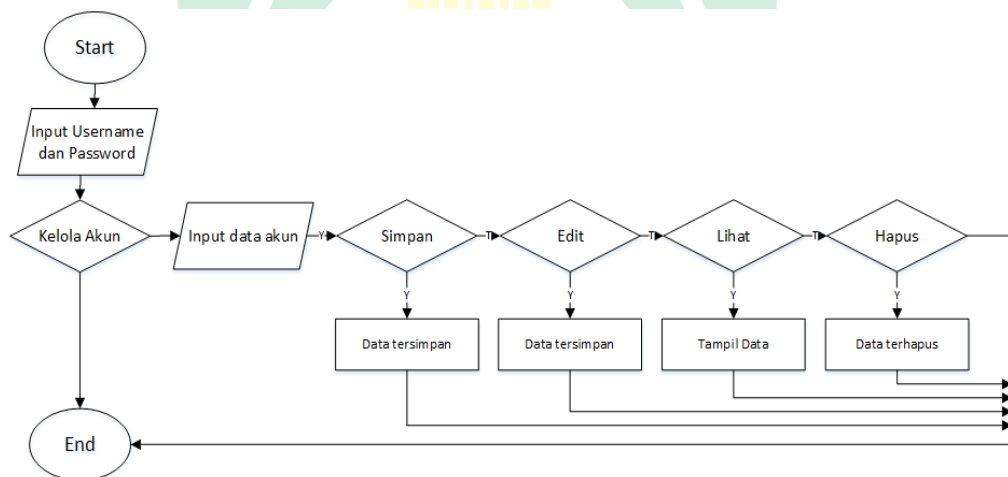 Start
Input Username
dan Password
Kelola Akun
Input data akun
Y
Simpan
T
Edit
T
Lihat
T
Hapus
Y
Y
Y
Y
Data tersimpan
Data tersimpan
Tampil Data
Data terhapus
End